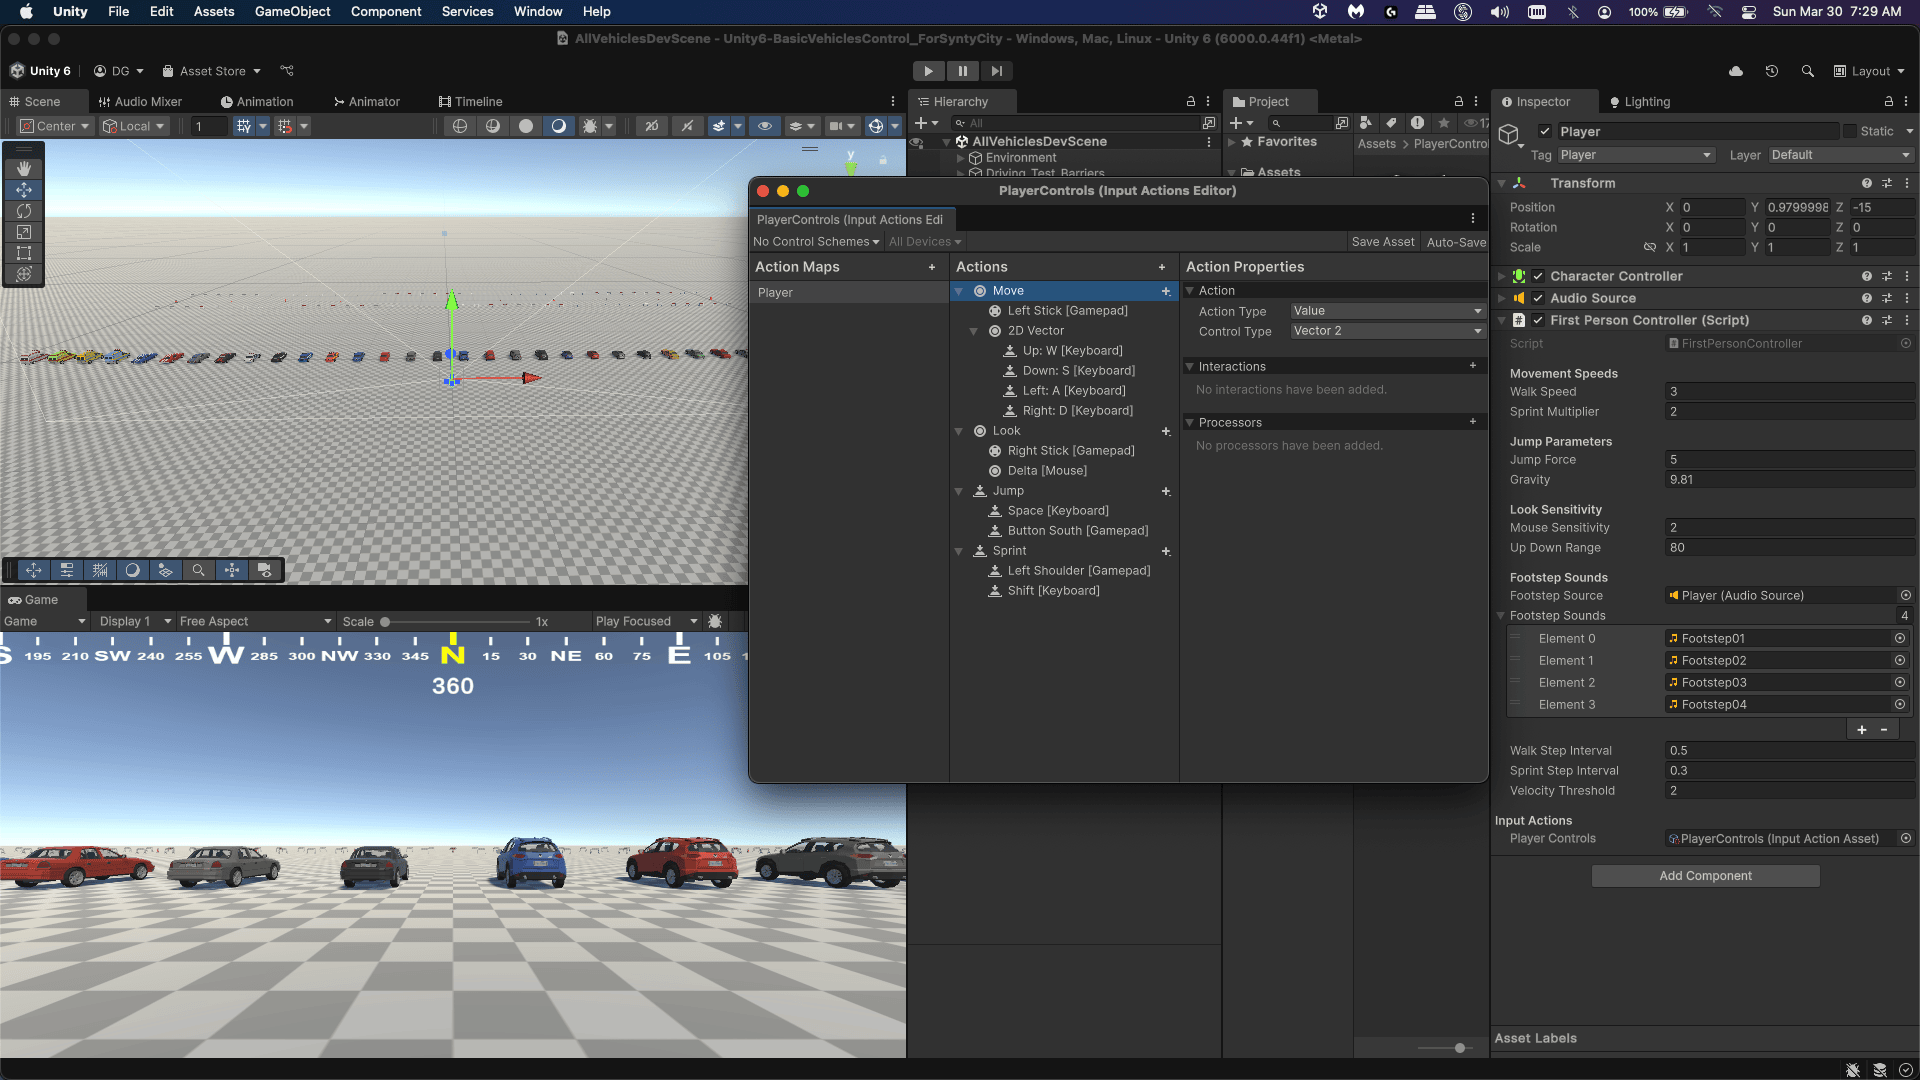 Unity File Edit Assets GameObject Component Services Window Help 100% Sun Mar 30 7:29 AM
AllVehiclesDevScene - Unity6-BasicVehiclesControl_ForSyntyCity - Windows, Mac, Linux - Unity 6 (6000.0.44f1) <Metal>
Unity 6 DG Asset Store Layout
Scene Audio Mixer Animation Animator Timeline
Center Local 1 2D
y
Hierarchy
All
AllVehiclesDevScene
Environment
Driving_Test_Barriers
Project
17
Favorites
Assets
Assets > PlayerControl
PlayerControls (Input Actions Editor)
PlayerControls (Input Actions Edi
No Control Schemes All Devices Save Asset Auto-Save
Action Maps
Player
Actions
Move
Left Stick [Gamepad]
2D Vector
Up: W [Keyboard]
Down: S [Keyboard]
Left: A [Keyboard]
Right: D [Keyboard]
Look
Right Stick [Gamepad]
Delta [Mouse]
Jump
Space [Keyboard]
Button South [Gamepad]
Sprint
Left Shoulder [Gamepad]
Shift [Keyboard]
Action Properties
Action
Action Type Value
Control Type Vector 2
Interactions
No interactions have been added.
Processors
No processors have been added.
Game
Game Display 1 Free Aspect Scale 1x Play Focused
S 195 210 SW 240 255 W 285 300 NW 330 345 N 15 30 NE 60 75 E 105
360
Inspector Lighting
Player Static
Tag Player Layer Default
Transform
Position X 0 Y 0.9799998 Z -15
Rotation X 0 Y 0 Z 0
Scale X 1 Y 1 Z 1
Character Controller
Audio Source
First Person Controller (Script)
Script FirstPersonController
Movement Speeds
Walk Speed 3
Sprint Multiplier 2
Jump Parameters
Jump Force 5
Gravity 9.81
Look Sensitivity
Mouse Sensitivity 2
Up Down Range 80
Footstep Sounds
Footstep Source Player (Audio Source)
Footstep Sounds 4
Element 0 Footstep01
Element 1 Footstep02
Element 2 Footstep03
Element 3 Footstep04
Walk Step Interval 0.5
Sprint Step Interval 0.3
Velocity Threshold 2
Input Actions
Player Controls PlayerControls (Input Action Asset)
Add Component
Asset Labels